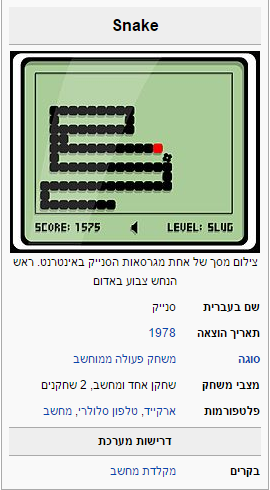 Snake
SCORE: 1575 LEVEL: SLUG
צילום מסך של אחת מגרסאות הסנייק באינטרנט. ראש
הנחש צבוע באדום
שם בעברית סנייק
תאריך הוצאה 1978
סוגה משחק פעולה ממוחשב
מצבי משחק שחקן אחד ומחשב, 2 שחקנים
פלטפורמות ארקייד, טלפון סלולרי, מחשב
דרישות מערכת
בקרים מקלדת מחשב